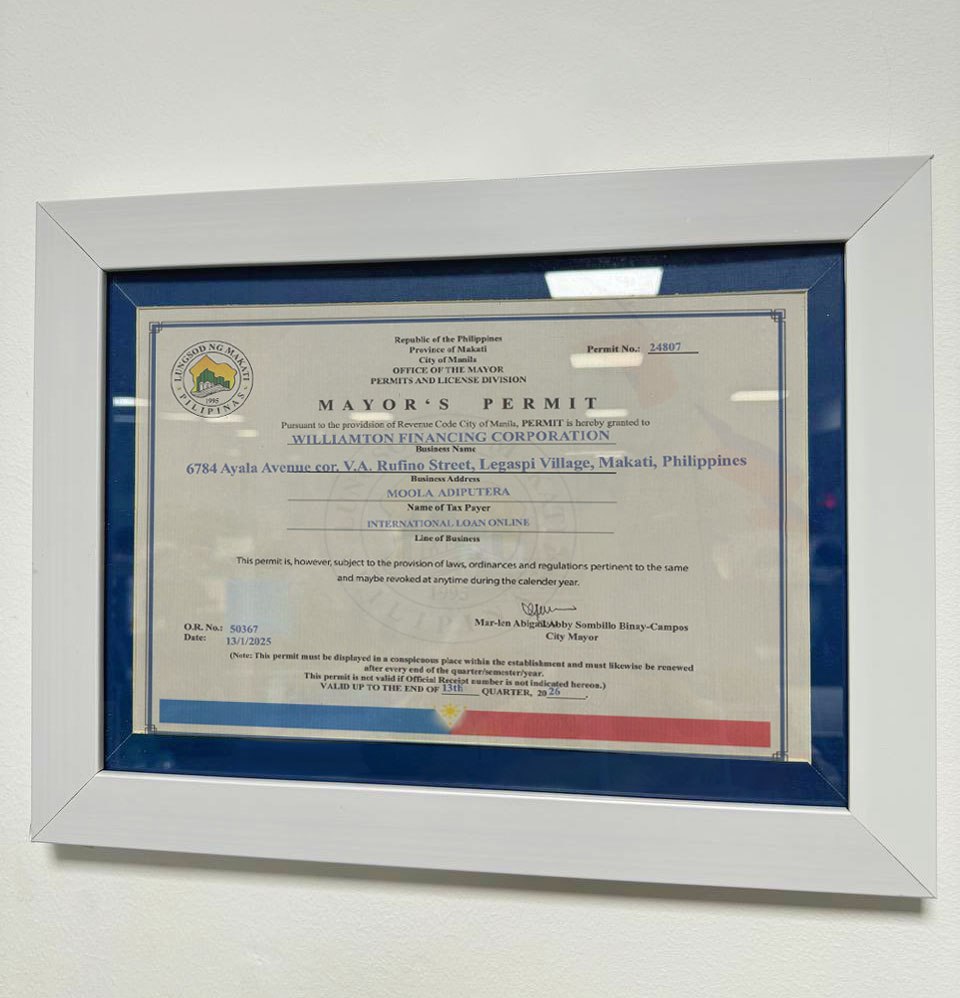 Republic of the Philippines
Province of Makati
City of Manila
OFFICE OF THE MAYOR
PERMITS AND LICENSE DIVISION
Permit No.: 24807
LUNGSOD NG MAKATI
PILIPINAS
1995
MAYOR'S PERMIT
Pursuant to the providsion of Revenue Code City of Manila, PERMIT is hereby granted to
WILLIAMTON FINANCING CORPORATION
Business Name
6784 Ayala Avenue cor. V.A. Rufino Street, Legaspi Village, Makati, Philippines
Business Address
MOOLA ADIPUTERA
Name of Tax Payer
INTERNATIONAL LOAN ONLINE
Line of Business
This permit is, however, subject to the provision of laws, ordinances and regulations pertinent to the same
and maybe revoked at anytime during the calender year.
1995
PILIPINAS
Mar-len Abigail Abby Sombillo Binay-Campos
City Mayor
O.R. No.: 50367
Date: 13/1/2025
(Note: This permit must be displayed in a conspicuous place within the establishment and must likewise be renewed
after every end of the quarter/semester/year.
This permit is not valid if Official Receipt number is not indicated hereon.)
VALID UP TO THE END OF 13th QUARTER, 2026.